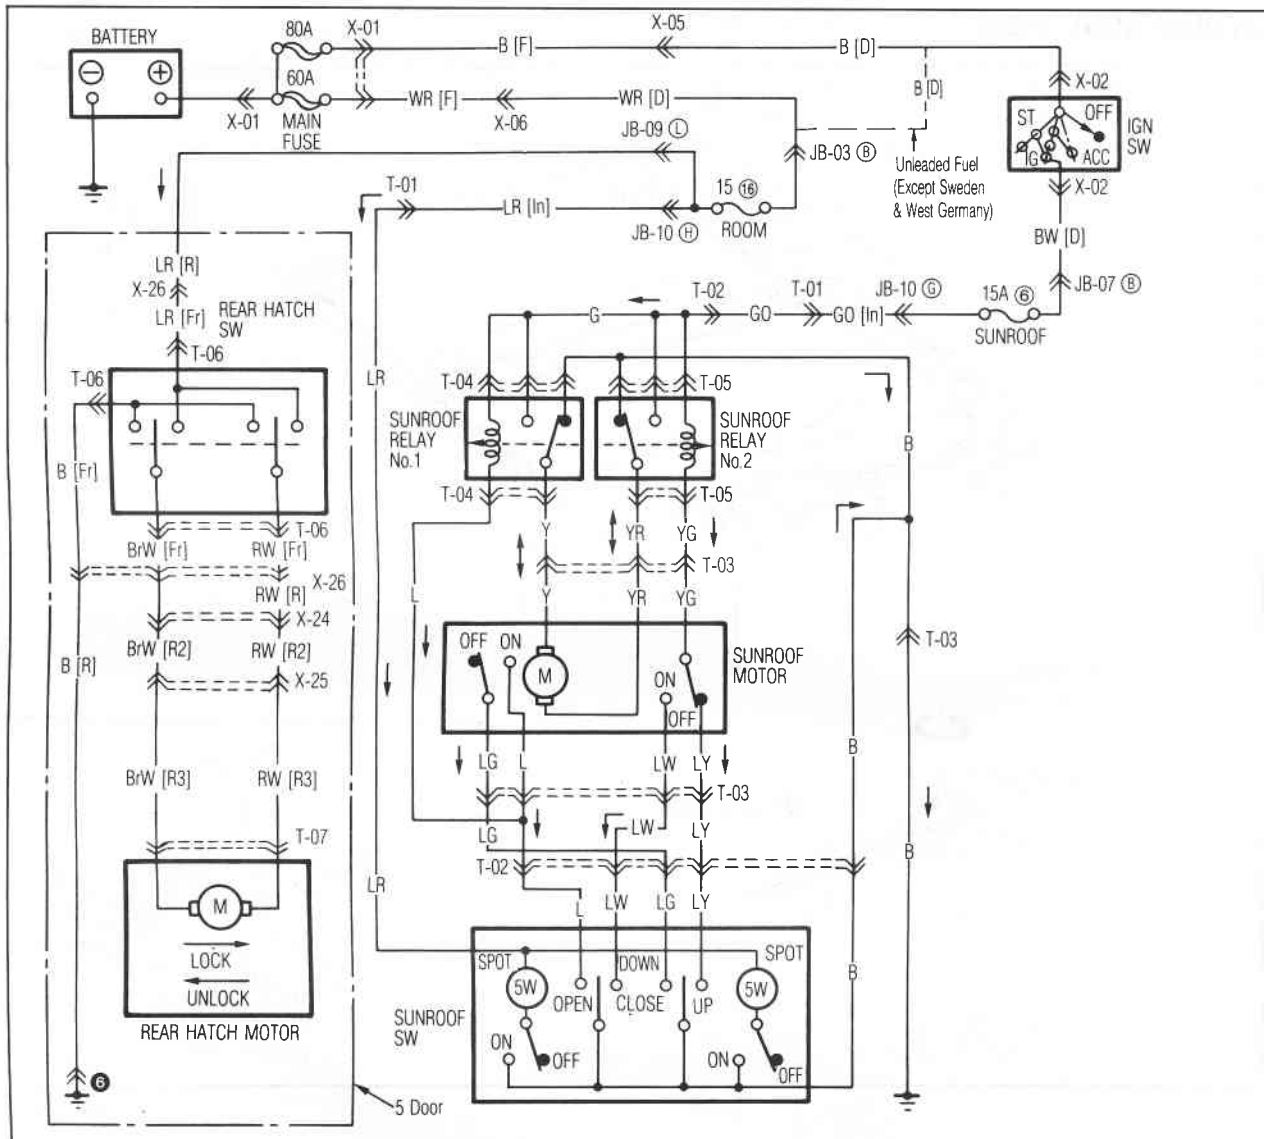 BATTERY
80A
X-01
B [F]
X-05
B [D]
B [D]
X-02
60A
X-01
MAIN
FUSE
WR [F]
X-06
WR [D]
JB-09 Ⓛ
JB-03 Ⓑ
ST
OFF
IG
ACC
IGN
SW
X-02
Unleaded Fuel
(Except Sweden
& West Germany)
T-01
LR [In]
JB-10 Ⓗ
15 ⑯
ROOM
BW [D]
LR [R]
X-26
LR [Fr]
REAR HATCH
SW
T-06
T-06
G
T-02
GO
T-01
GO [In]
JB-10 Ⓖ
15A ⑥
SUNROOF
JB-07 Ⓑ
LR
T-04
T-05
SUNROOF
RELAY
No.1
SUNROOF
RELAY
No.2
B
B [Fr]
T-04
T-05
T-06
BrW [Fr]
RW [Fr]
Y
YR
YG
T-03
X-26
RW [R]
X-24
L
Y
YR
YG
B [R]
BrW [R2]
RW [R2]
X-25
OFF
ON
M
ON
OFF
SUNROOF
MOTOR
T-03
BrW [R3]
RW [R3]
LG
L
LW
LY
B
T-03
LG
LW
LY
T-07
T-02
B
LR
L
LW
LG
LY
M
LOCK
UNLOCK
REAR HATCH MOTOR
SUNROOF
SW
SPOT
5W
OPEN
DOWN
CLOSE
UP
SPOT
5W
B
ON
OFF
ON
OFF
6
5 Door